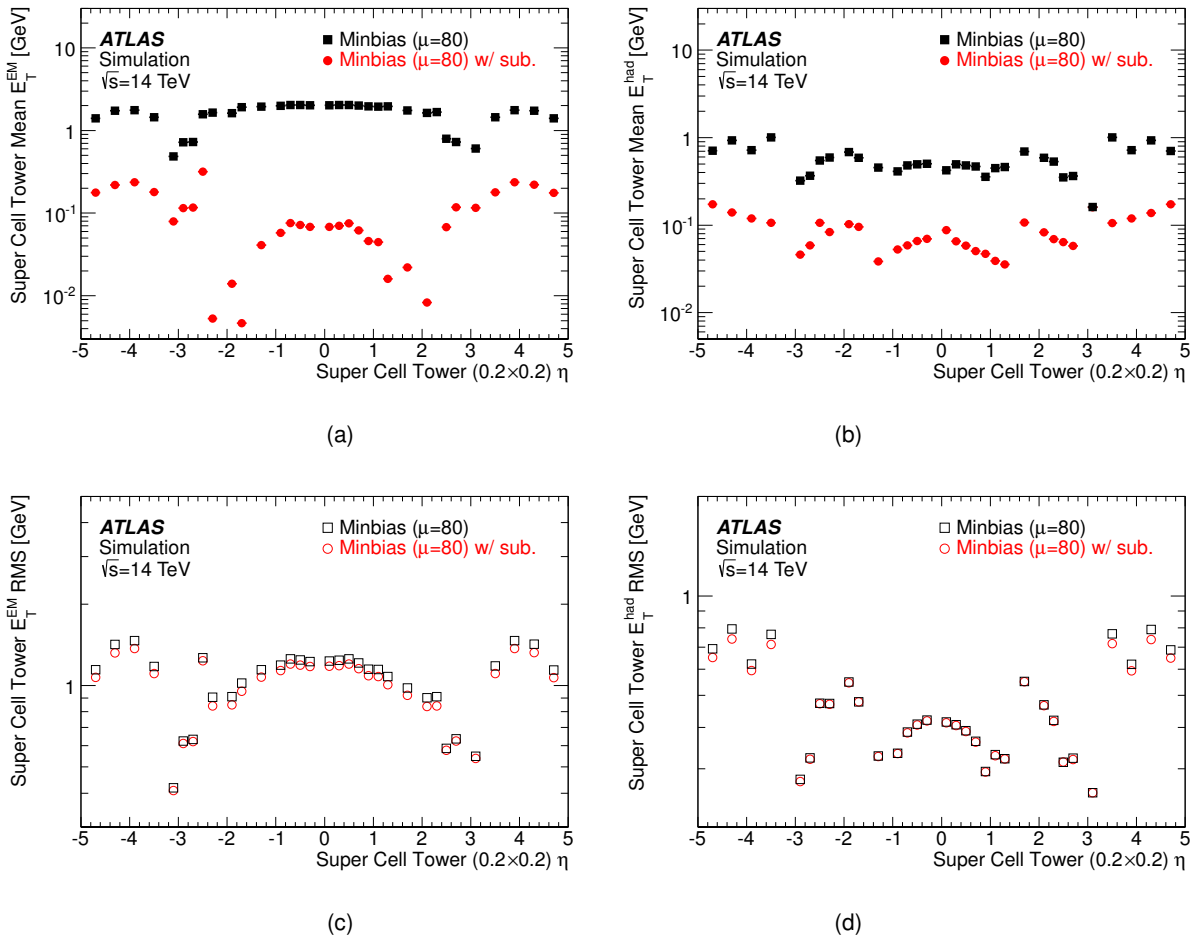 Super Cell Tower Mean E_T^EM [GeV]
ATLAS
Simulation
√s=14 TeV
Minbias (μ=80)
Minbias (μ=80) w/ sub.
10
1
10^-1
10^-2
-5 -4 -3 -2 -1 0 1 2 3 4 5
Super Cell Tower (0.2×0.2) η
(a)
Super Cell Tower Mean E_T^had [GeV]
ATLAS
Simulation
√s=14 TeV
Minbias (μ=80)
Minbias (μ=80) w/ sub.
10
1
10^-1
10^-2
-5 -4 -3 -2 -1 0 1 2 3 4 5
Super Cell Tower (0.2×0.2) η
(b)
Super Cell Tower E_T^EM RMS [GeV]
ATLAS
Simulation
√s=14 TeV
Minbias (μ=80)
Minbias (μ=80) w/ sub.
1
-5 -4 -3 -2 -1 0 1 2 3 4 5
Super Cell Tower (0.2×0.2) η
(c)
Super Cell Tower E_T^had RMS [GeV]
ATLAS
Simulation
√s=14 TeV
Minbias (μ=80)
Minbias (μ=80) w/ sub.
1
-5 -4 -3 -2 -1 0 1 2 3 4 5
Super Cell Tower (0.2×0.2) η
(d)